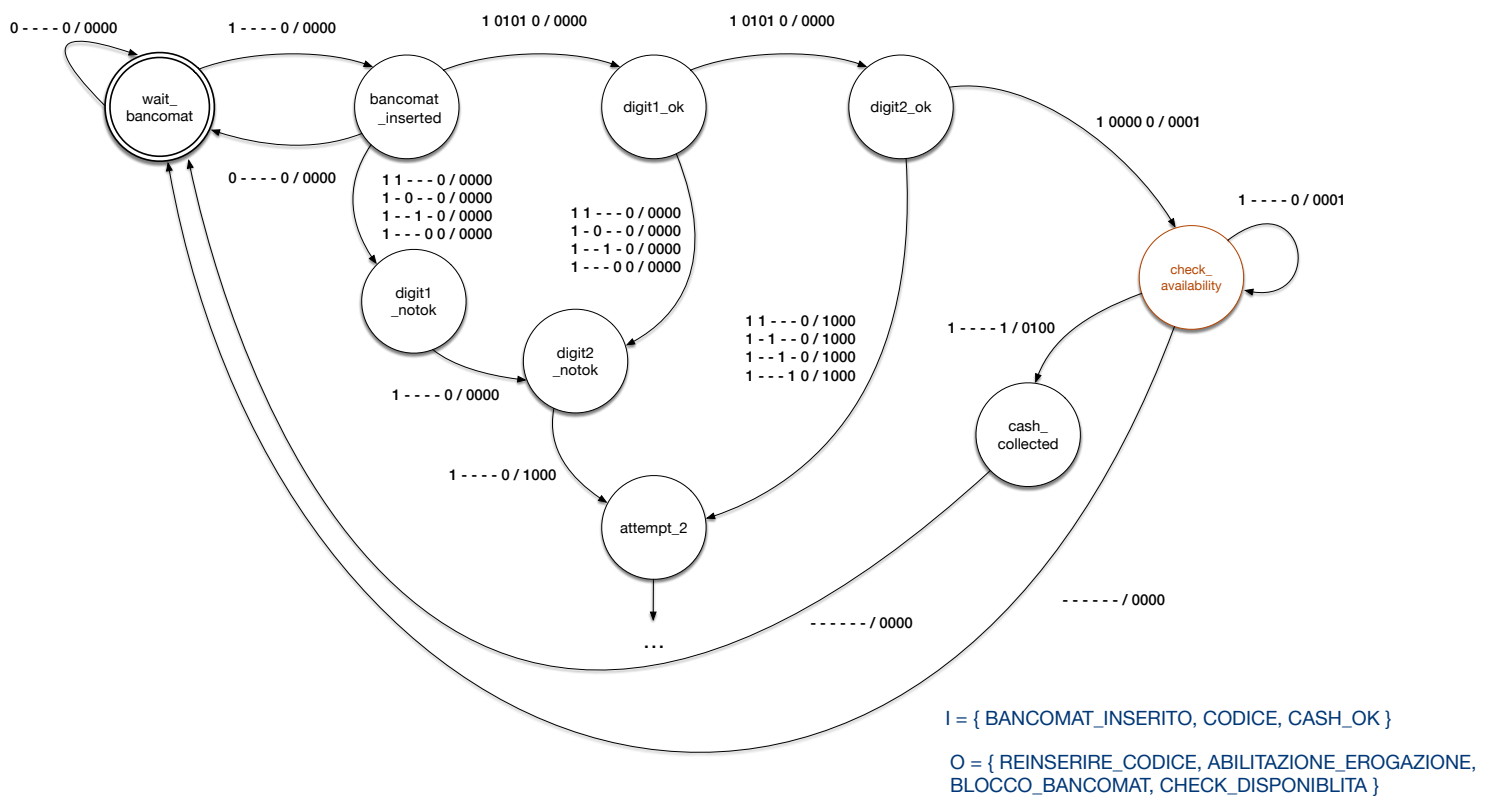 0 - - - - 0 / 0000
1 - - - - 0 / 0000
1 0101 0 / 0000
1 0101 0 / 0000
wait_
bancomat
bancomat
_inserted
digit1_ok
digit2_ok
1 0000 0 / 0001
0 - - - - 0 / 0000
1 1 - - - 0 / 0000
1 - 0 - - 0 / 0000
1 - - 1 - 0 / 0000
1 - - - 0 0 / 0000
1 1 - - - 0 / 0000
1 - 0 - - 0 / 0000
1 - - 1 - 0 / 0000
1 - - - 0 0 / 0000
1 - - - - 0 / 0001
check_
availability
digit1
_notok
digit2
_notok
1 1 - - - 0 / 1000
1 - 1 - - 0 / 1000
1 - - 1 - 0 / 1000
1 - - - 1 0 / 1000
1 - - - - 1 / 0100
1 - - - - 0 / 0000
cash_
collected
1 - - - - 0 / 1000
attempt_2
- - - - - - / 0000
- - - - - - / 0000
...
I = { BANCOMAT_INSERITO, CODICE, CASH_OK }
O = { REINSERIRE_CODICE, ABILITAZIONE_EROGAZIONE,
BLOCCO_BANCOMAT, CHECK_DISPONIBLITA }